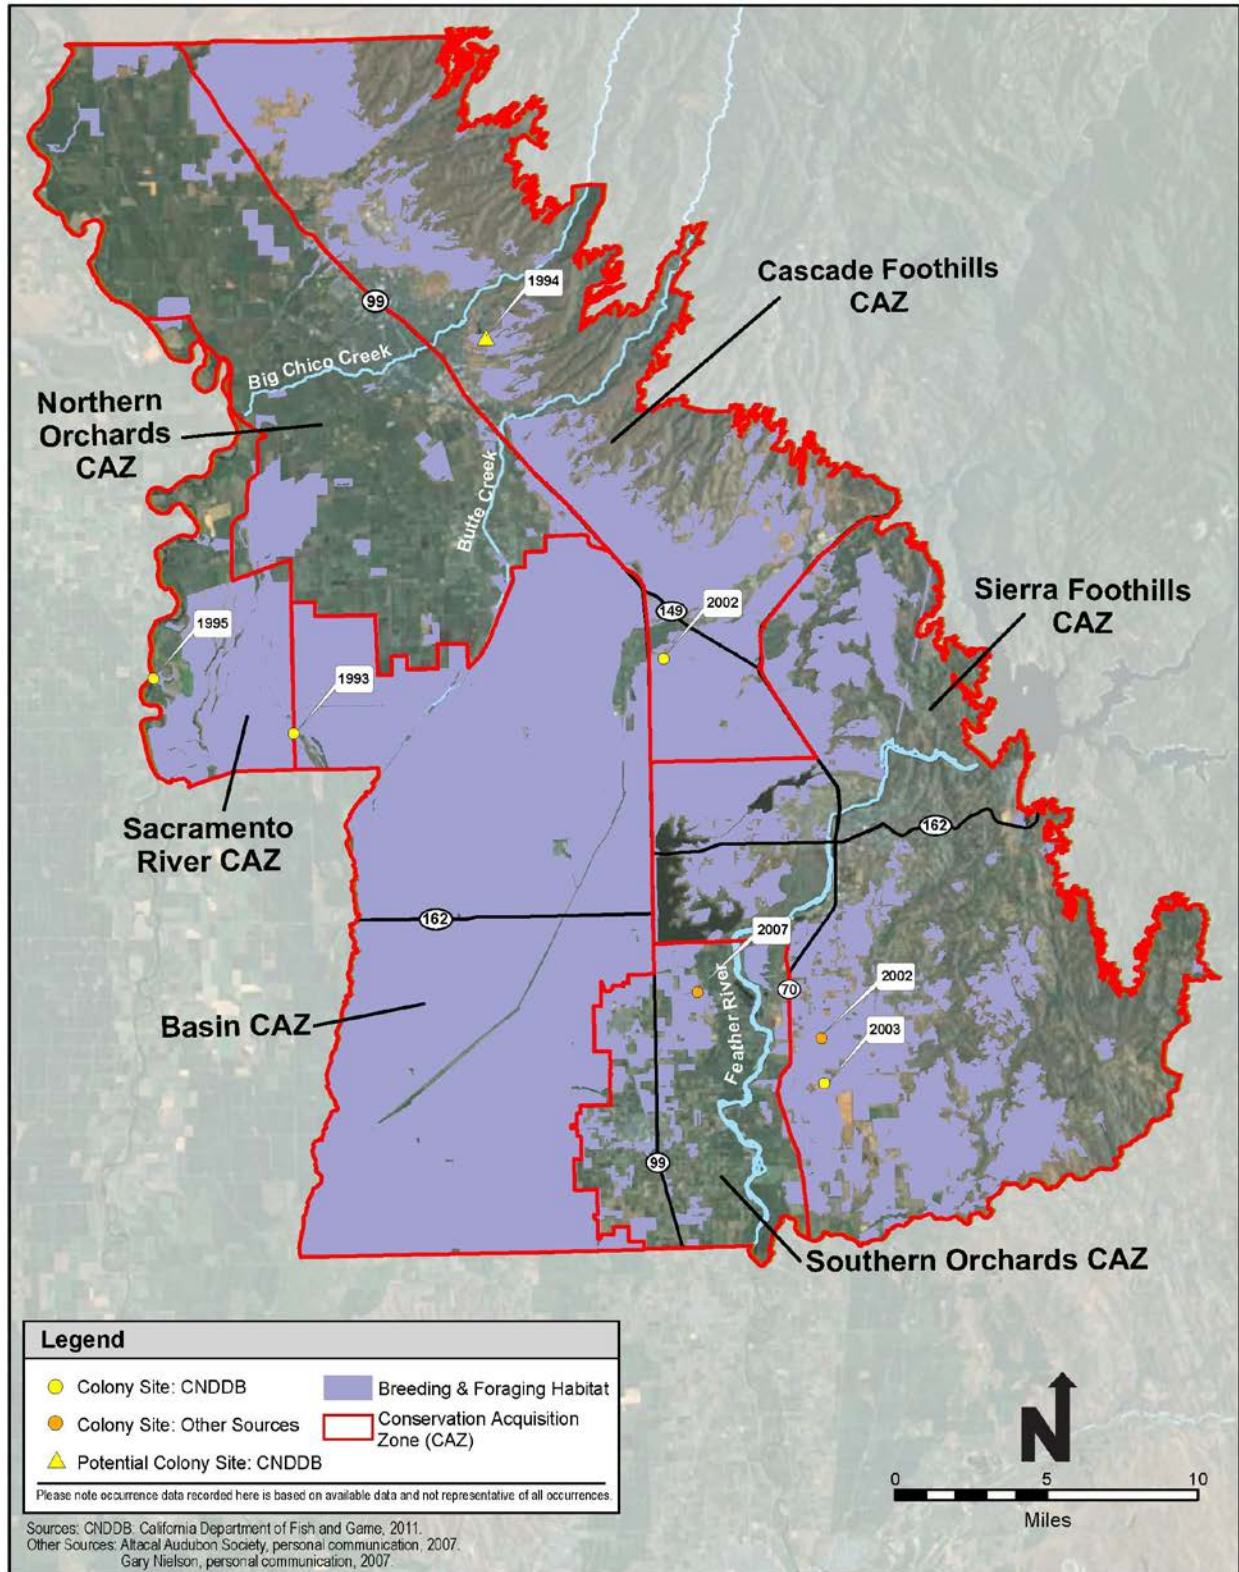 1994
Cascade Foothills
CAZ
99
Big Chico Creek
Northern
Orchards
CAZ
Butte Creek
Sierra Foothills
CAZ
149
2002
1995
1993
Sacramento
River CAZ
162
162
2007
Feather River
70
2002
2003
Basin CAZ
99
Southern Orchards CAZ
Legend
Colony Site: CNDDB
Colony Site: Other Sources
Potential Colony Site: CNDDB
Breeding & Foraging Habitat
Conservation Acquisition
Zone (CAZ)
Please note occurrence data recorded here is based on available data and not representative of all occurrences.
N
0 5 10
Miles
Sources: CNDDB: California Department of Fish and Game, 2011.
Other Sources: Altacal Audubon Society, personal communication, 2007.
Gary Nielson, personal communication, 2007.